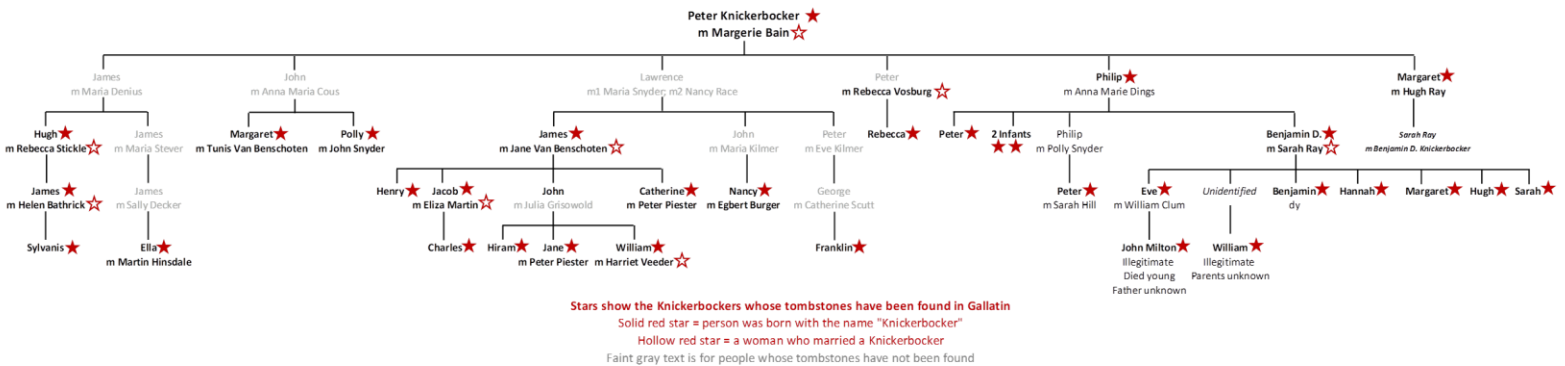 Peter Knickerbocker
m Margerie Bain
James
m Maria Denius
John
m Anna Maria Cous
Lawrence
m1 Maria Snyder; m2 Nancy Race
Peter
m Rebecca Vosburg
Philip
m Anna Marie Dings
Margaret
m Hugh Ray
Hugh
m Rebecca Stickle
James
m Maria Stever
Margaret
m Tunis Van Benschoten
Polly
m John Snyder
James
m Jane Van Benschoten
John
m Maria Kilmer
Peter
m Eve Kilmer
Rebecca
Peter
2 Infants
Philip
m Polly Snyder
Benjamin D.
m Sarah Ray
Sarah Ray
m Benjamin D. Knickerbocker
James
m Helen Bathrick
James
m Sally Decker
Henry
Jacob
m Eliza Martin
John
m Julia Grisowold
Catherine
m Peter Piester
Nancy
m Egbert Burger
George
m Catherine Scutt
Peter
m Sarah Hill
Eve
m William Clum
Unidentified
Benjamin
dy
Hannah
Margaret
Hugh
Sarah
Sylvanis
Ella
m Martin Hinsdale
Charles
Hiram
Jane
m Peter Piester
William
m Harriet Veeder
Franklin
John Milton
Illegitimate
Died young
Father unknown
William
Illegitimate
Parents unknown
Stars show the Knickerbockers whose tombstones have been found in Gallatin
Solid red star = person was born with the name "Knickerbocker"
Hollow red star = a woman who married a Knickerbocker
Faint gray text is for people whose tombstones have not been found